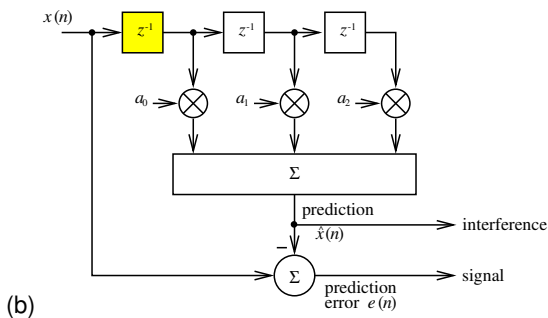 x(n)
z⁻¹ z⁻¹ z⁻¹
a₀ a₁ a₂
Σ
prediction
x̂(n)
interference
−
Σ
signal
prediction
error e(n)
(b)